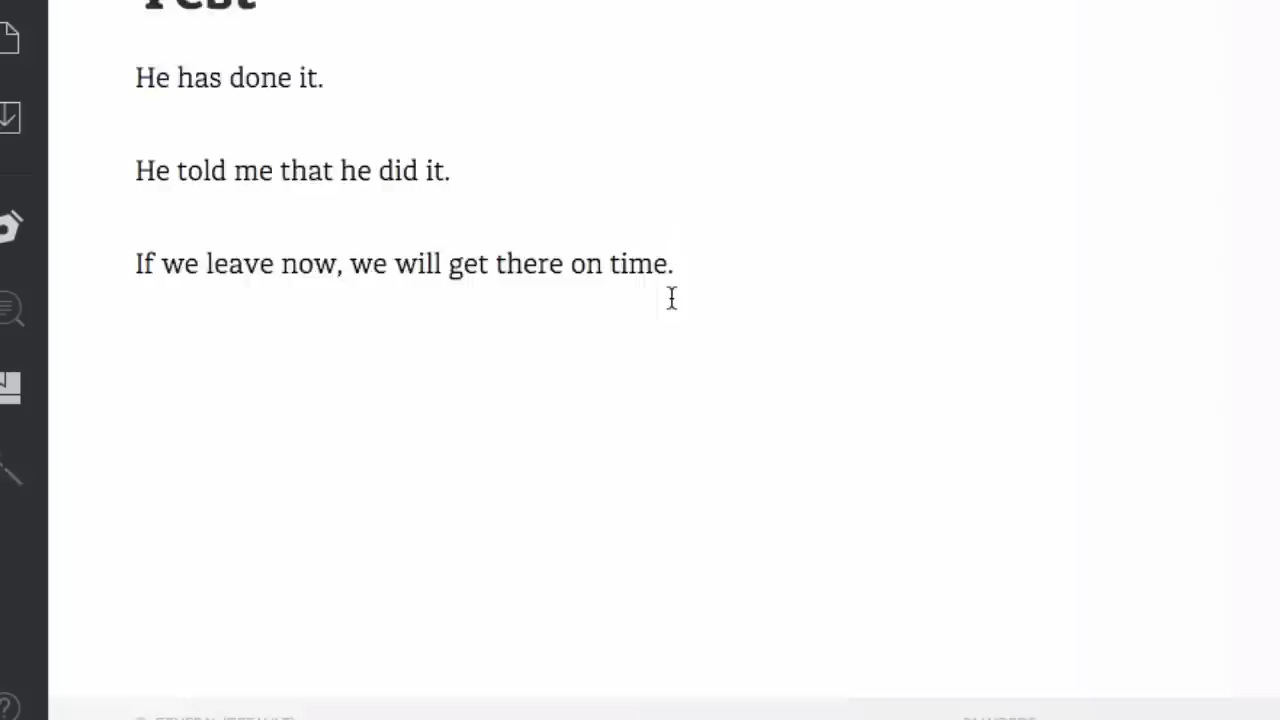 Test
He has done it.
He told me that he did it.
If we leave now, we will get there on time.